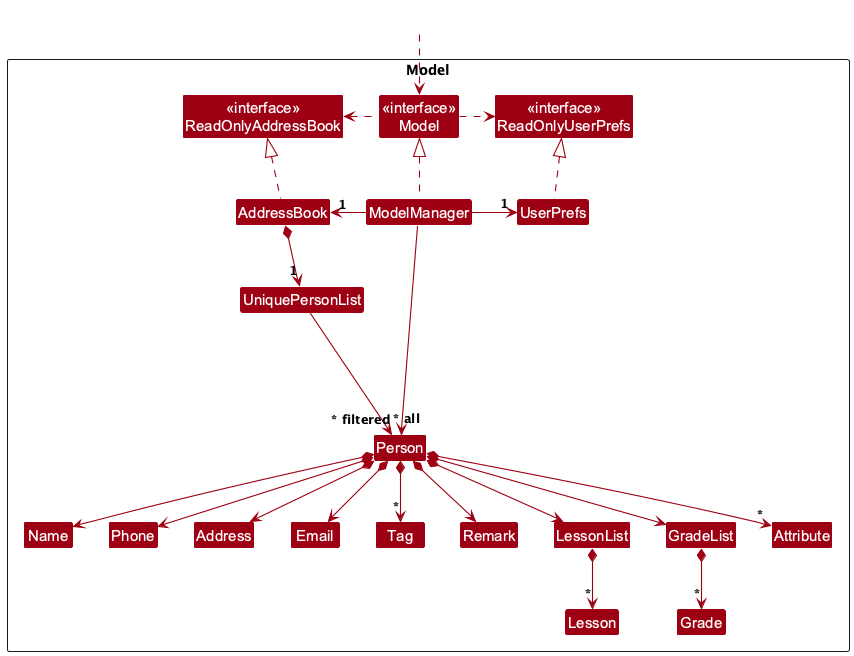 Model
«interface»
ReadOnlyAddressBook
«interface»
Model
«interface»
ReadOnlyUserPrefs
AddressBook
1
ModelManager
1
UserPrefs
1
UniquePersonList
* filtered
* all
Person
*
*
Name
Phone
Address
Email
Tag
Remark
LessonList
GradeList
Attribute
*
*
Lesson
Grade